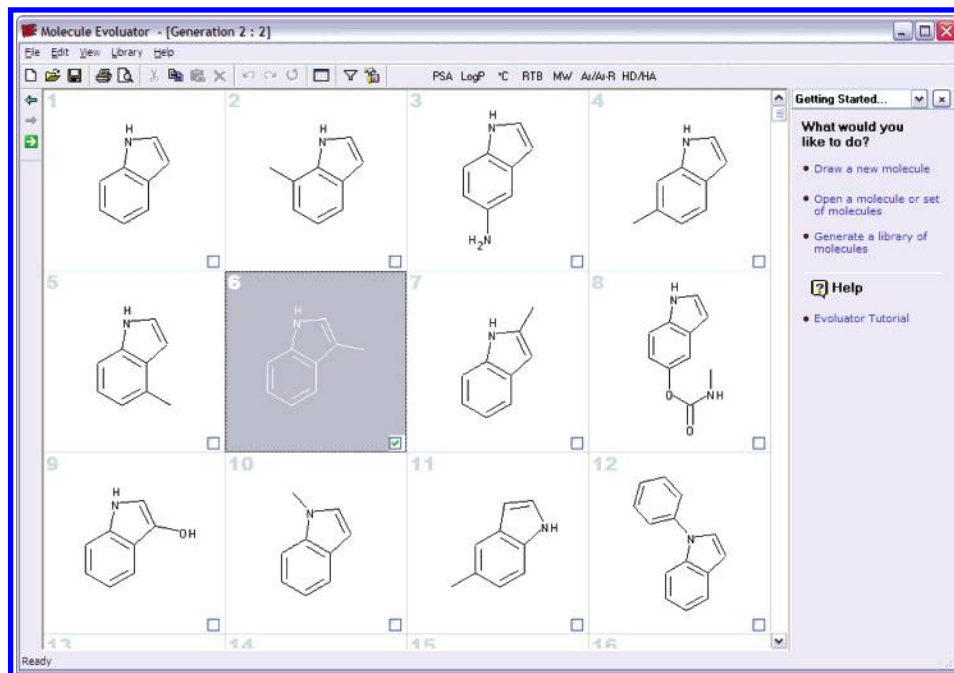 Molecule Evoluator - [Generation 2 : 2]
File Edit View Library Help
PSA LogP °C RTB MW Ar/Ar-R HD/HA
Getting Started...
What would you
like to do?
Draw a new molecule
Open a molecule or set
of molecules
Generate a library of
molecules
Help
Evoluator Tutorial
1
H
N
2
H
N
3
H
N
H2N
4
H
N
5
H
N
6
H
N
7
H
N
8
H
N
O
NH
O
9
H
N
OH
10
N
11
NH
12
N
13
14
15
16
Ready